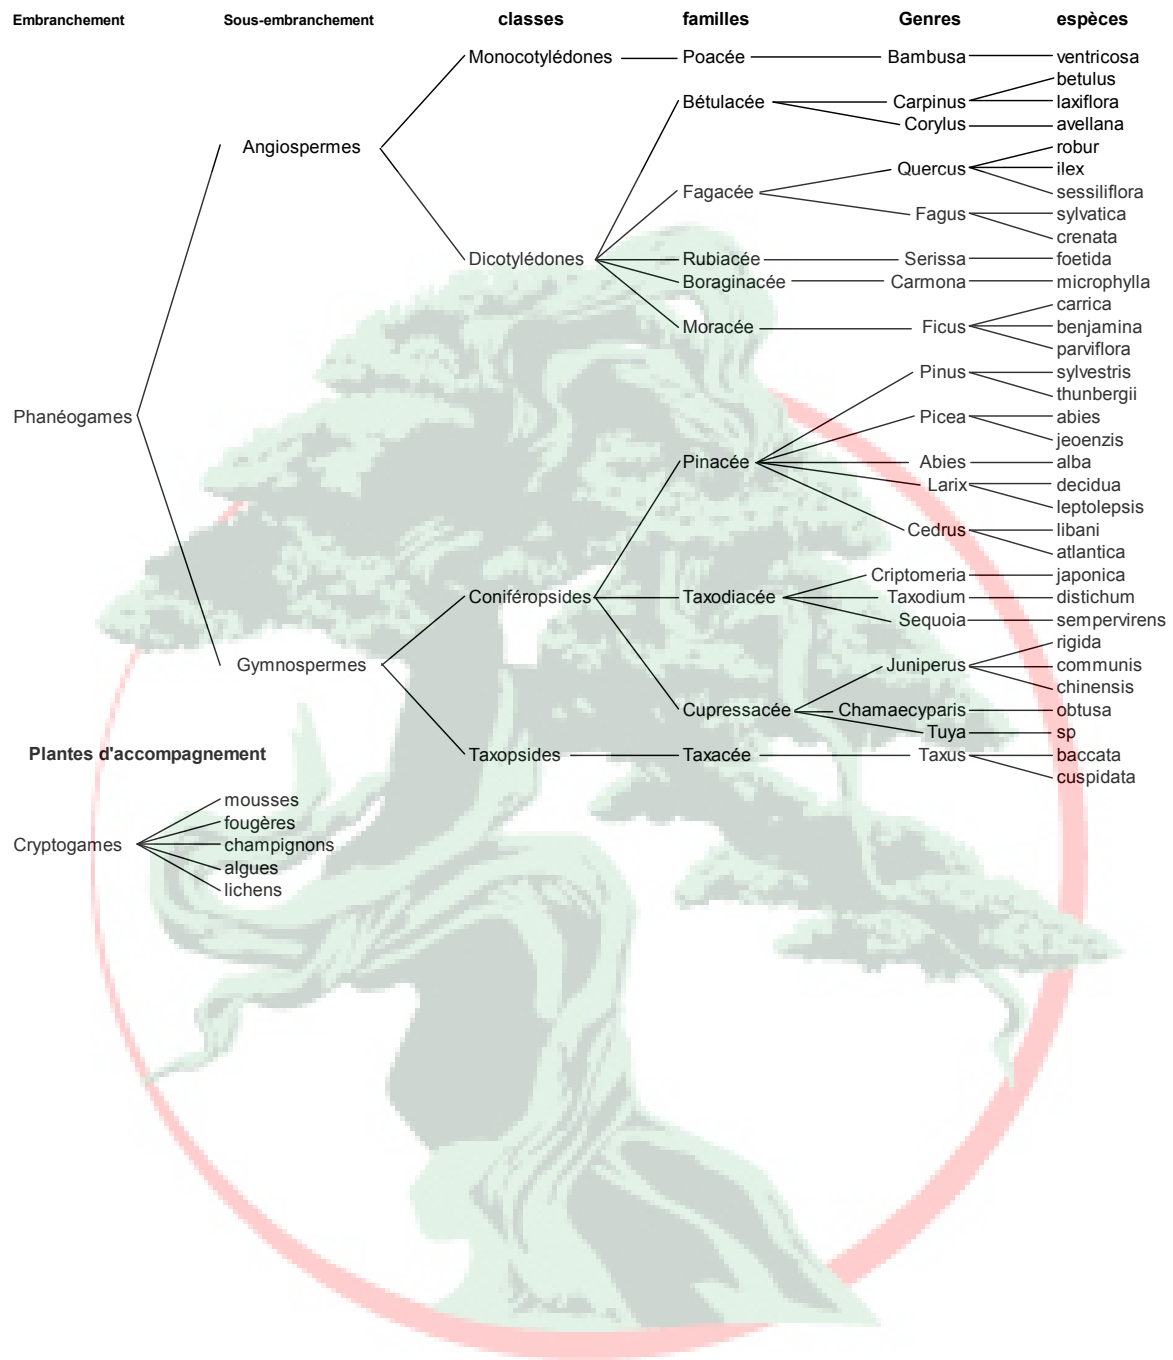 Embranchement Sous-embranchement classes familles Genres espèces
Monocotylédones Poacée Bambusa ventricosa
betulus
Bétulacée Carpinus laxiflora
Corylus avellana
Angiospermes robur
Quercus ilex
Fagacée sessiliflora
Fagus sylvatica
crenata
Dicotylédones Rubiacée Serissa foetida
Boraginacée Carmona microphylla
carrica
Moracée Ficus benjamina
parviflora
Pinus sylvestris
thunbergii
Phanéogames Picea abies
jeoenzis
Pinacée Abies alba
Larix decidua
leptolepsis
Cedrus libani
atlantica
Criptomeria japonica
Coniféropsides Taxodiacée Taxodium distichum
Sequoia sempervirens
rigida
Gymnospermes Juniperus communis
chinensis
Cupressacée Chamaecyparis obtusa
Tuya sp
Plantes d'accompagnement Taxopsides Taxacée Taxus baccata
cuspidata
mousses
fougères
Cryptogames champignons
algues
lichens